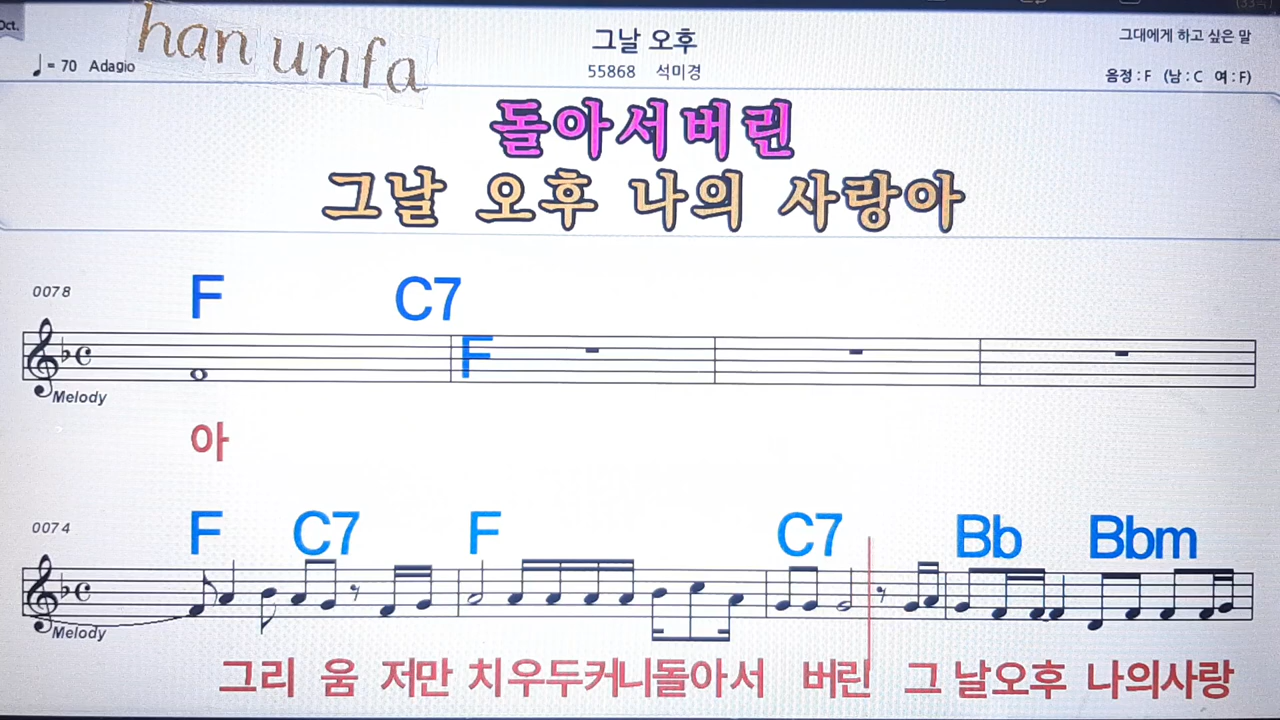 Oct.
han unfa
♩ = 70 Adagio
그날 오후
55868 석미경
그대에게 하고 싶은 말
음정 : F (남 : C 여 : F)
돌아서버린
그날 오후 나의 사랑아
0078
F C7
F
Melody
아
0074
F C7 F C7 Bb Bbm
Melody
그리 움 저만 치우두커니돌아서 버린 그 날오후 나의사랑